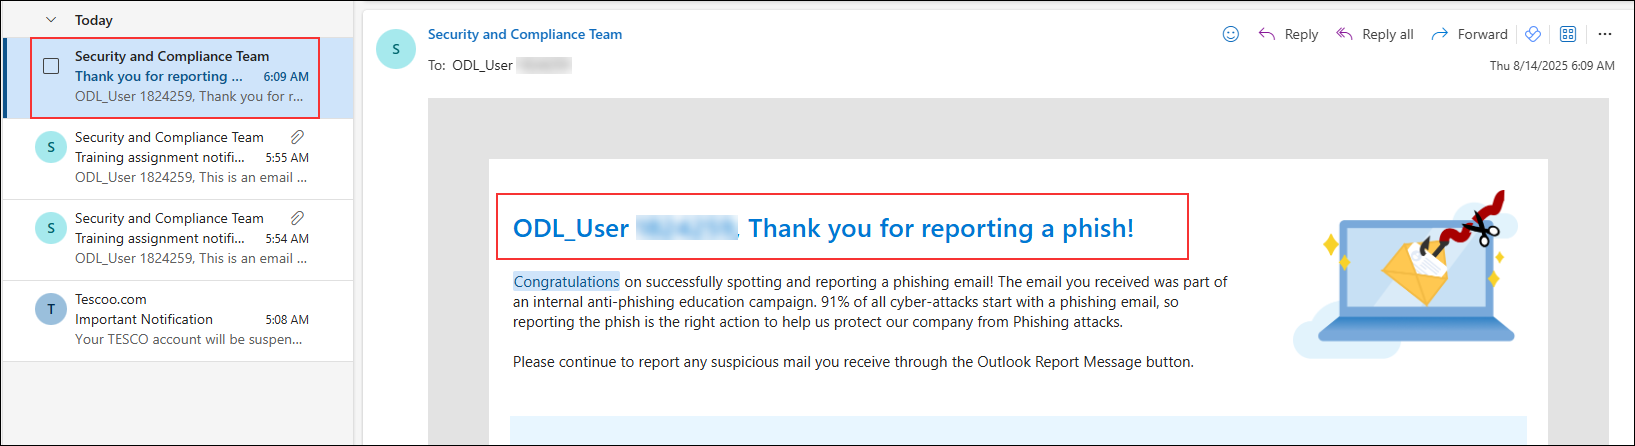 Today
Security and Compliance Team
Thank you for reporting ... 6:09 AM
ODL_User 1824259, Thank you for r...
S
Security and Compliance Team
Training assignment notifi... 5:55 AM
ODL_User 1824259, This is an email ...
S
Security and Compliance Team
Training assignment notifi... 5:54 AM
ODL_User 1824259, This is an email ...
T
Tescoo.com
Important Notification 5:08 AM
Your TESCO account will be suspen...
S
Security and Compliance Team
Reply
Reply all
Forward
To: ODL_User
Thu 8/14/2025 6:09 AM
ODL_User , Thank you for reporting a phish!
Congratulations on successfully spotting and reporting a phishing email! The email you received was part of
an internal anti-phishing education campaign. 91% of all cyber-attacks start with a phishing email, so
reporting the phish is the right action to help us protect our company from Phishing attacks.
Please continue to report any suspicious mail you receive through the Outlook Report Message button.